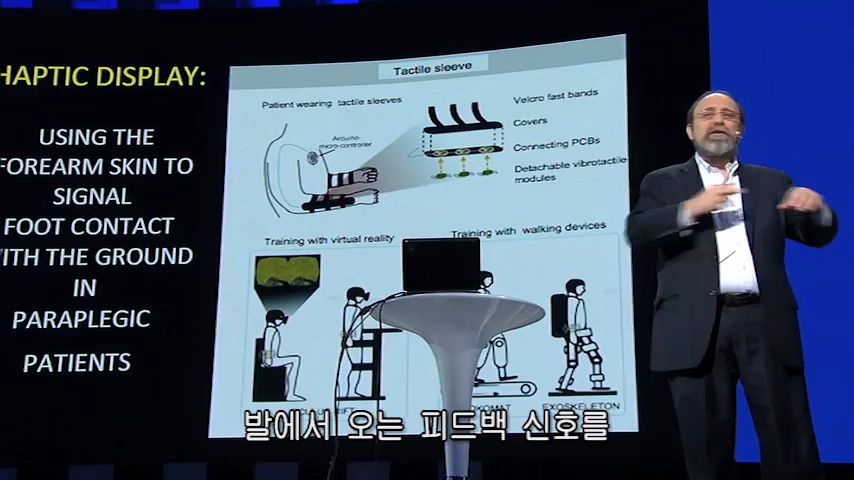 HAPTIC DISPLAY:
USING THE
FOREARM SKIN TO
SIGNAL
FOOT CONTACT
WITH THE GROUND
IN
PARAPLEGIC
PATIENTS
Tactile sleeve
Patient wearing tactile sleeves
Arduino
micro-controller
Velcro fast bands
Covers
Connecting PCBs
Detachable vibrotactile
modules
Training with virtual reality
Training with walking devices
EXOSKELETON
발에서 오는 피드백 신호를